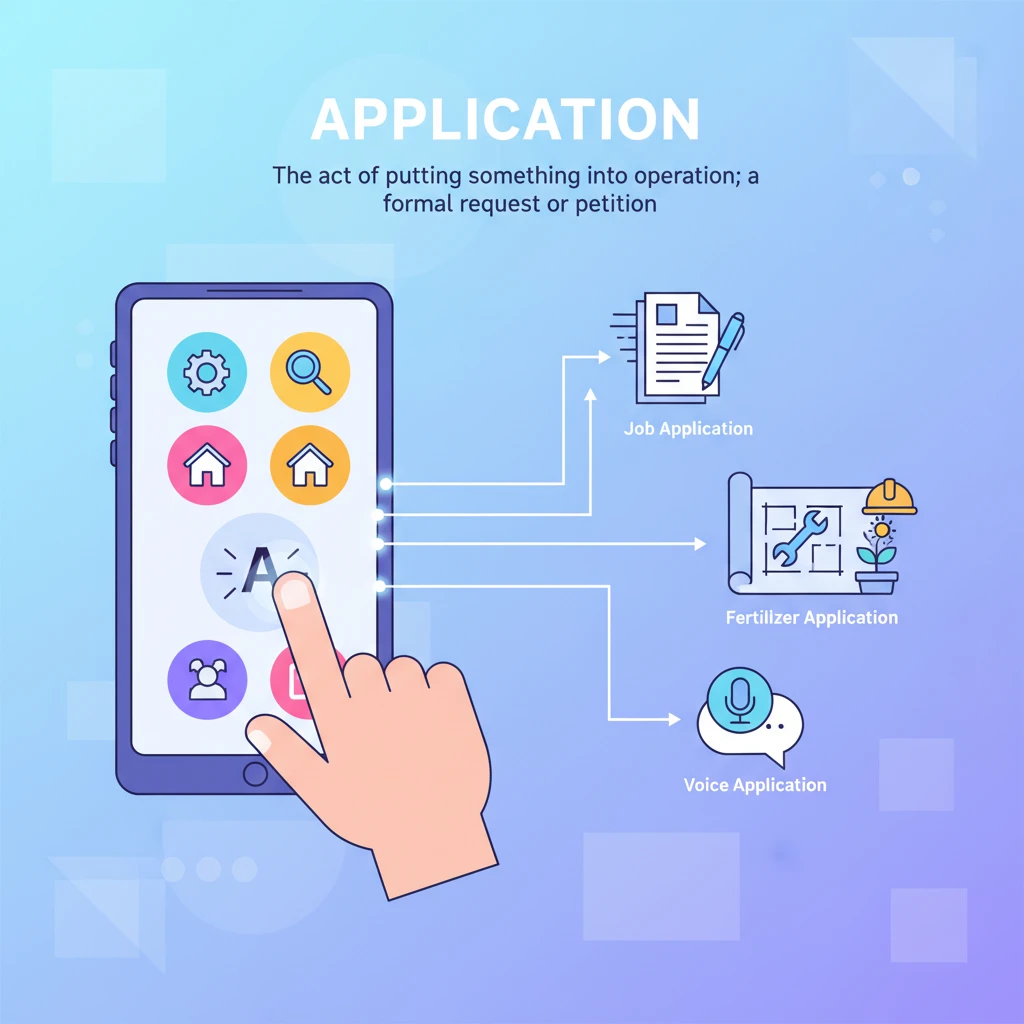 APPLICATION
The act of putting something into operation; a
formal request or petition
A
Job Application
Fertilizer Application
Voice Application